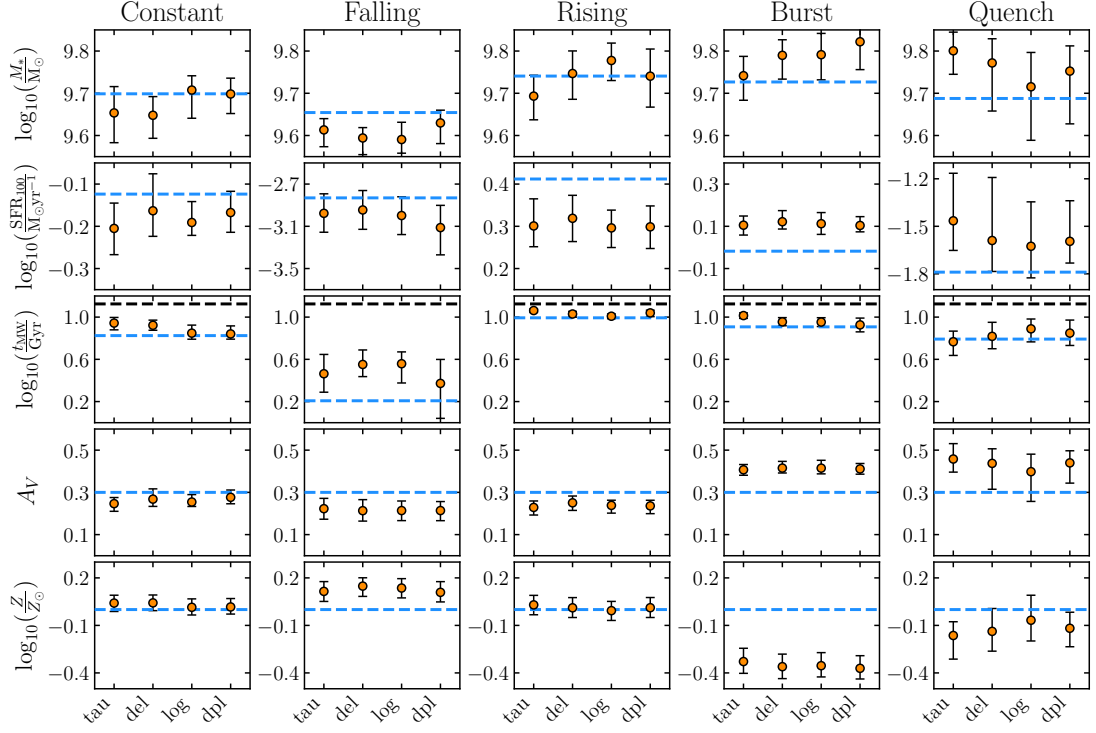 Constant Falling Rising Burst Quench
log₁₀(M*/M⊙) 9.8 9.7 9.6 9.8 9.7 9.6 9.8 9.7 9.6 9.8 9.7 9.6 9.8 9.7 9.6
log₁₀(SFR₁₀₀/M⊙yr⁻¹) −0.1 −0.2 −0.3 −2.7 −3.1 −3.5 0.4 0.3 0.2 0.3 0.1 −0.1 −1.2 −1.5 −1.8
log₁₀(t_MW/Gyr) 1.0 0.6 0.2 1.0 0.6 0.2 1.0 0.6 0.2 1.0 0.6 0.2 1.0 0.6 0.2
A_V 0.5 0.3 0.1 0.5 0.3 0.1 0.5 0.3 0.1 0.5 0.3 0.1 0.5 0.3 0.1
log₁₀(Z/Z⊙) 0.2 −0.1 −0.4 0.2 −0.1 −0.4 0.2 −0.1 −0.4 0.2 −0.1 −0.4 0.2 −0.1 −0.4
tau del log dpl tau del log dpl tau del log dpl tau del log dpl tau del log dpl